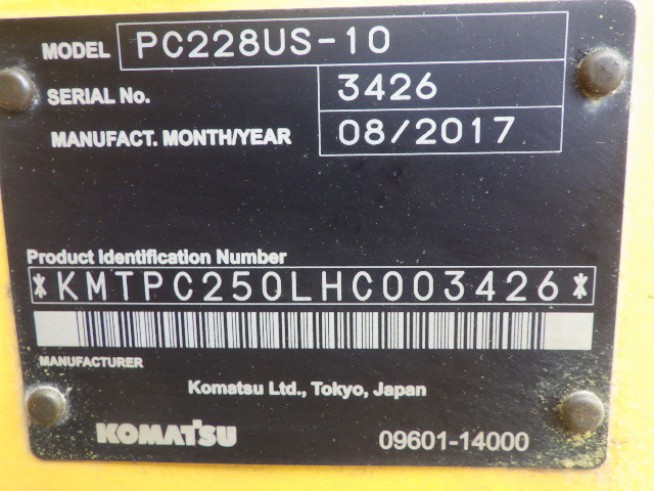 MODEL PC228US-10
SERIAL No. 3426
MANUFACT. MONTH/YEAR 08/2017
Product Identification Number
*KMTPC250LHC003426*
MANUFACTURER
Komatsu Ltd., Tokyo, Japan
KOMATSU 09601-14000